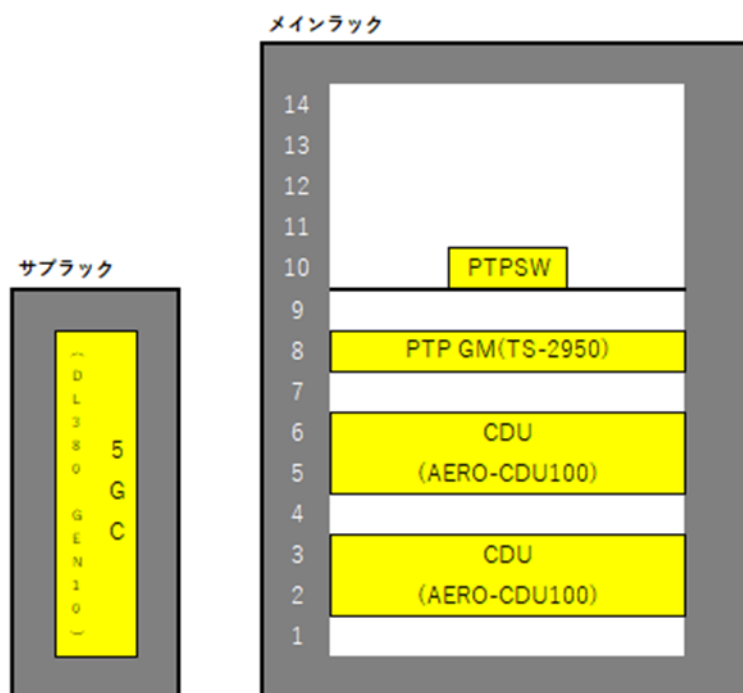 メインラック
14
13
12
11
10
PTPSW
9
8
PTP GM(TS-2950)
7
6
CDU
5
(AERO-CDU100)
4
3
CDU
2
(AERO-CDU100)
1
サブラック
5GC
(DL380 GEN10)